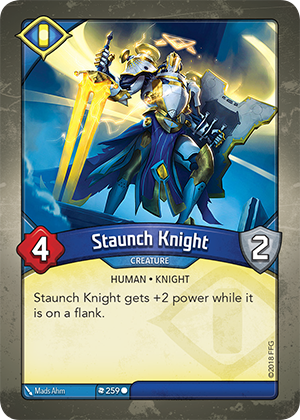 Staunch Knight
CREATURE
4
2
HUMAN • KNIGHT
Staunch Knight gets +2 power while it
is on a flank.
©2018 FFG
Mads Ahm
259